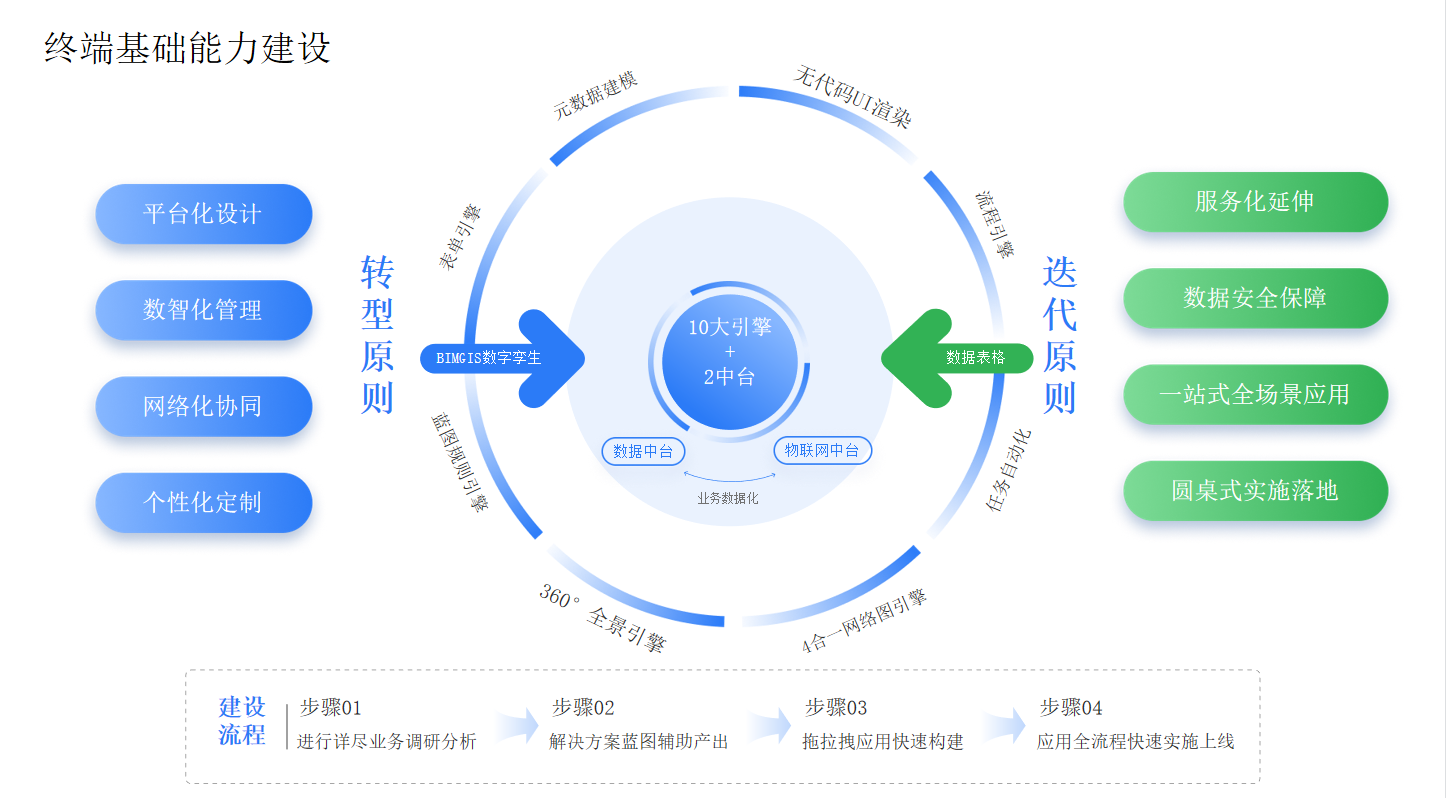 终端基础能力建设
元数据建模
无代码UI渲染
表单引擎
流程引擎
平台化设计
数智化管理
网络化协同
个性化定制
转型原则
BIMGIS数字孪生
10大引擎
+
2中台
数据中台
物联网中台
业务数据化
数据表格
迭代原则
服务化延伸
数据安全保障
一站式全场景应用
圆桌式实施落地
蓝图规则引擎
任务自动化
360°全景引擎
4合一网络图引擎
建设
流程
步骤01
进行详尽业务调研分析
步骤02
解决方案蓝图辅助产出
步骤03
拖拉拽应用快速构建
步骤04
应用全流程快速实施上线